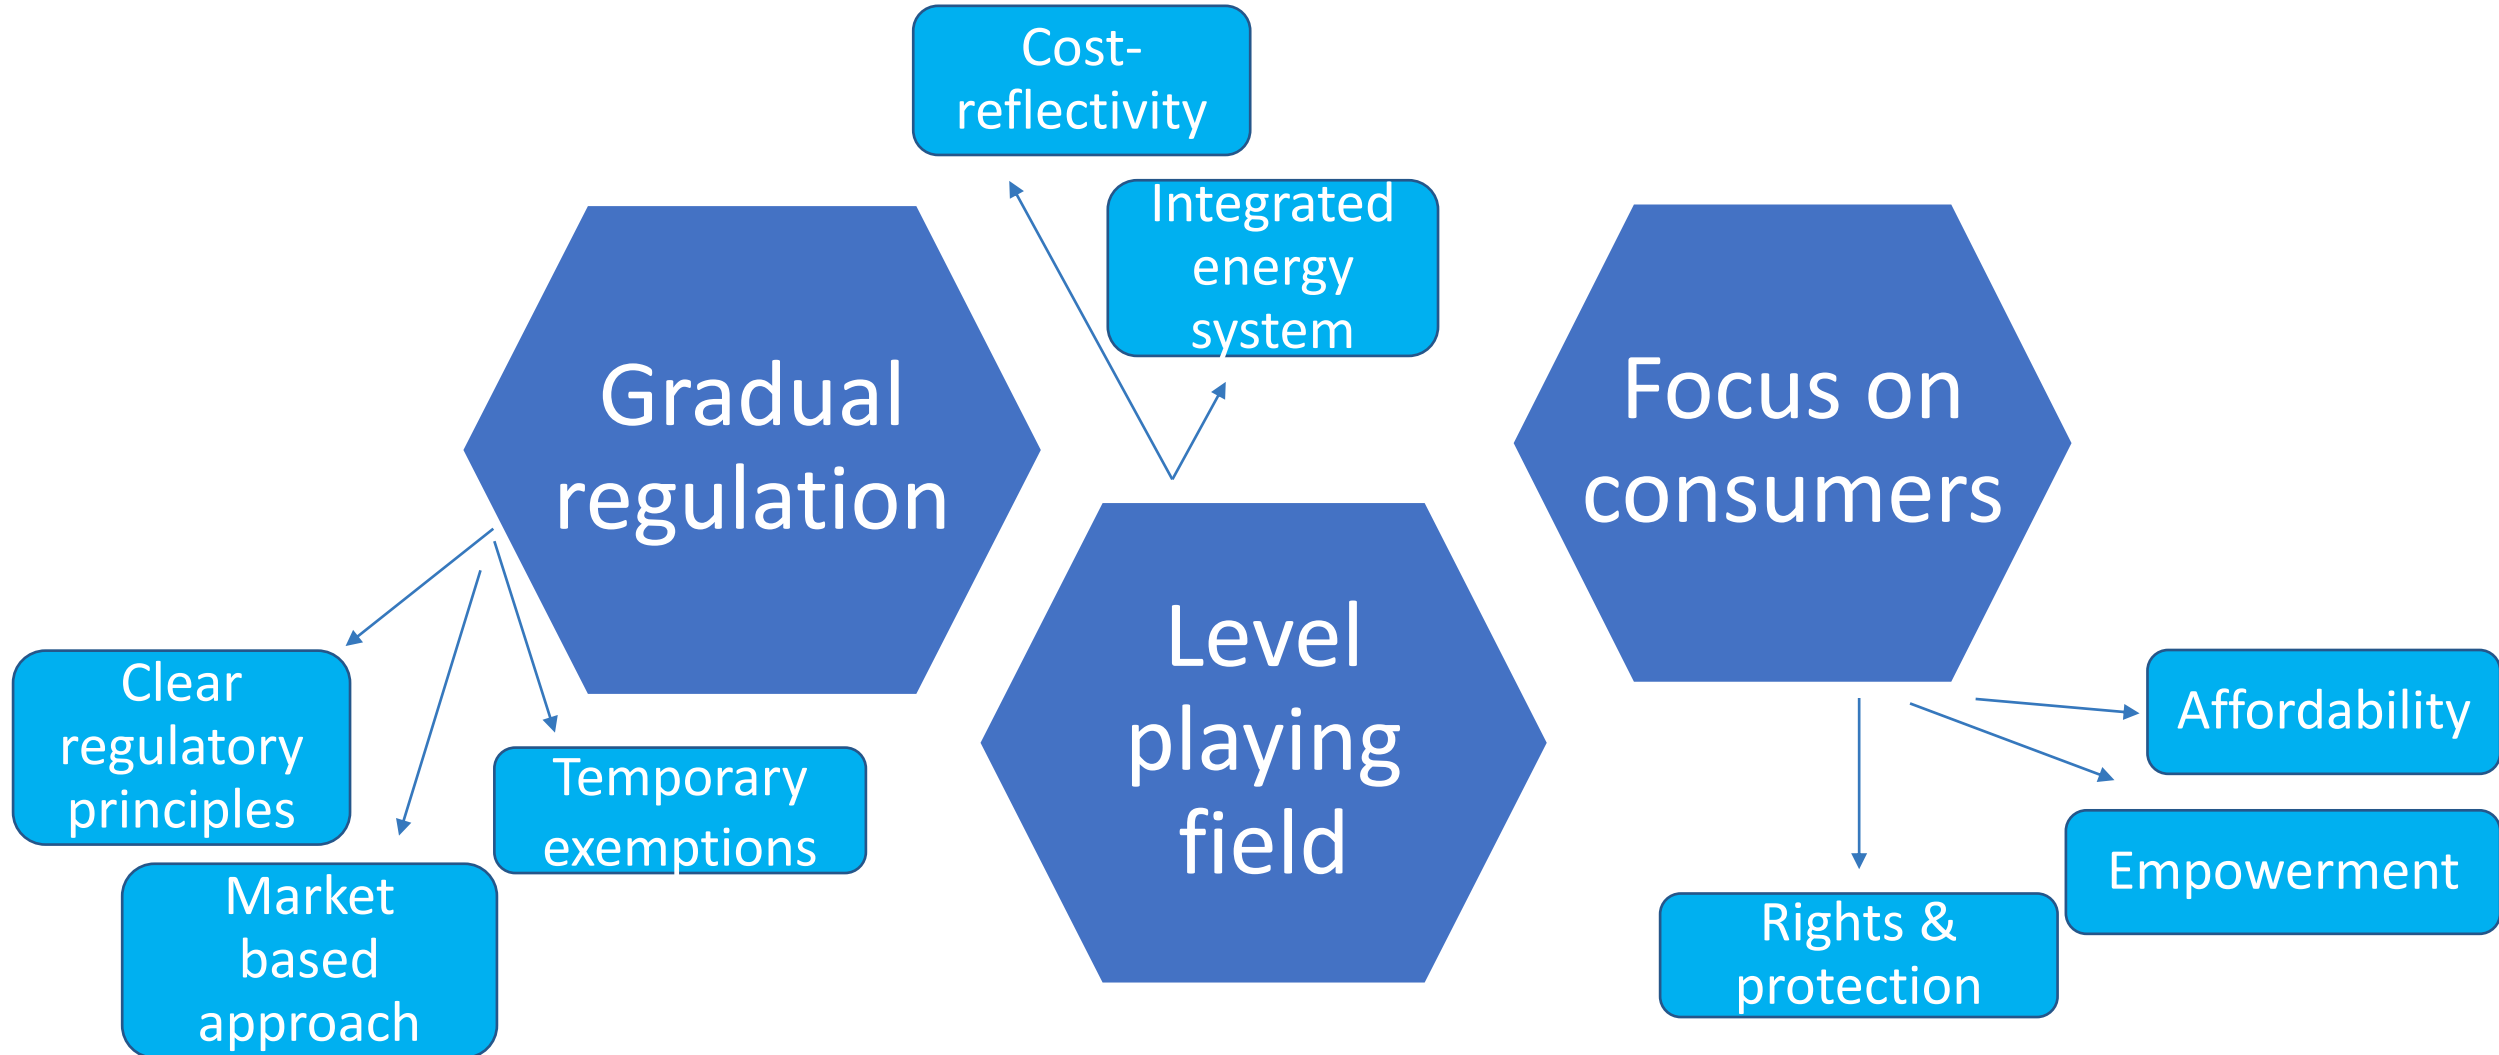 Cost-
reflectivity
Integrated
energy
system
Gradual
regulation
Focus on
consumers
Level
playing
field
Clear
regulatory
principles
Temporary
exemptions
Market
based
approach
Affordability
Empowerment
Rights &
protection